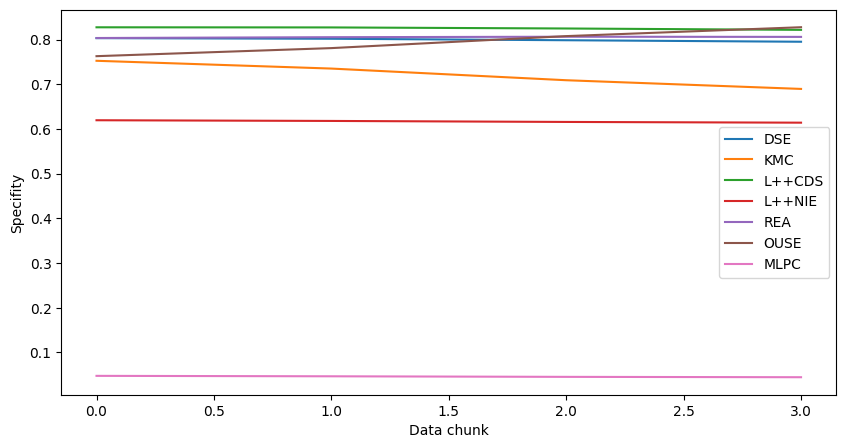 0.8
0.7
0.6
0.5
0.4
0.3
0.2
0.1
Specifity
DSE
KMC
L++CDS
L++NIE
REA
OUSE
MLPC
0.0 0.5 1.0 1.5 2.0 2.5 3.0
Data chunk